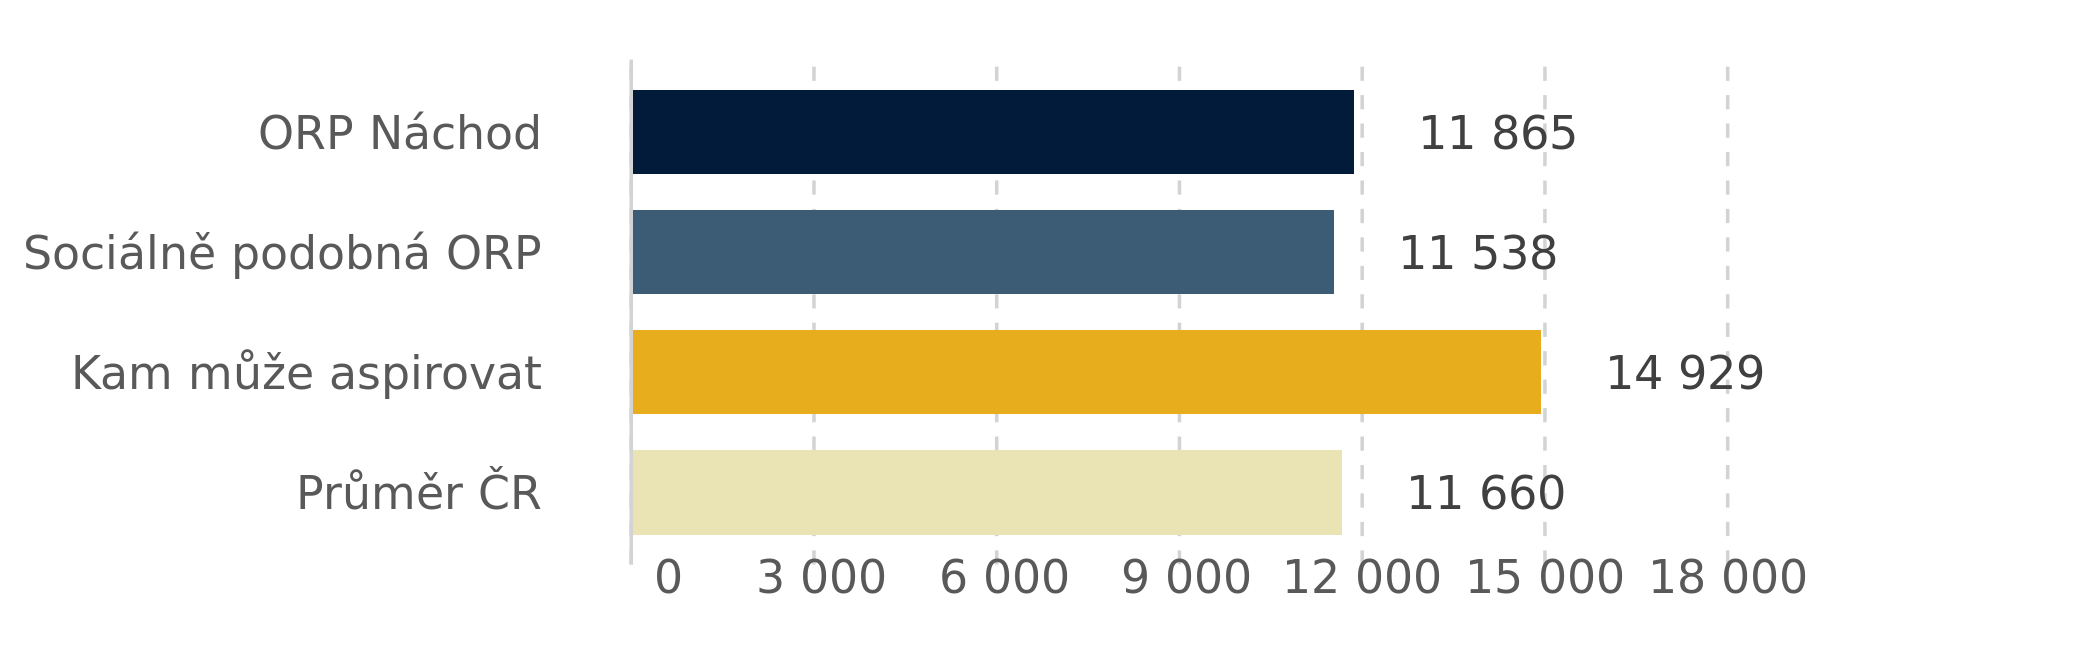 ORP Náchod 11 865
Sociálně podobná ORP 11 538
Kam může aspirovat 14 929
Průměr ČR 11 660
0 3 000 6 000 9 000 12 000 15 000 18 000